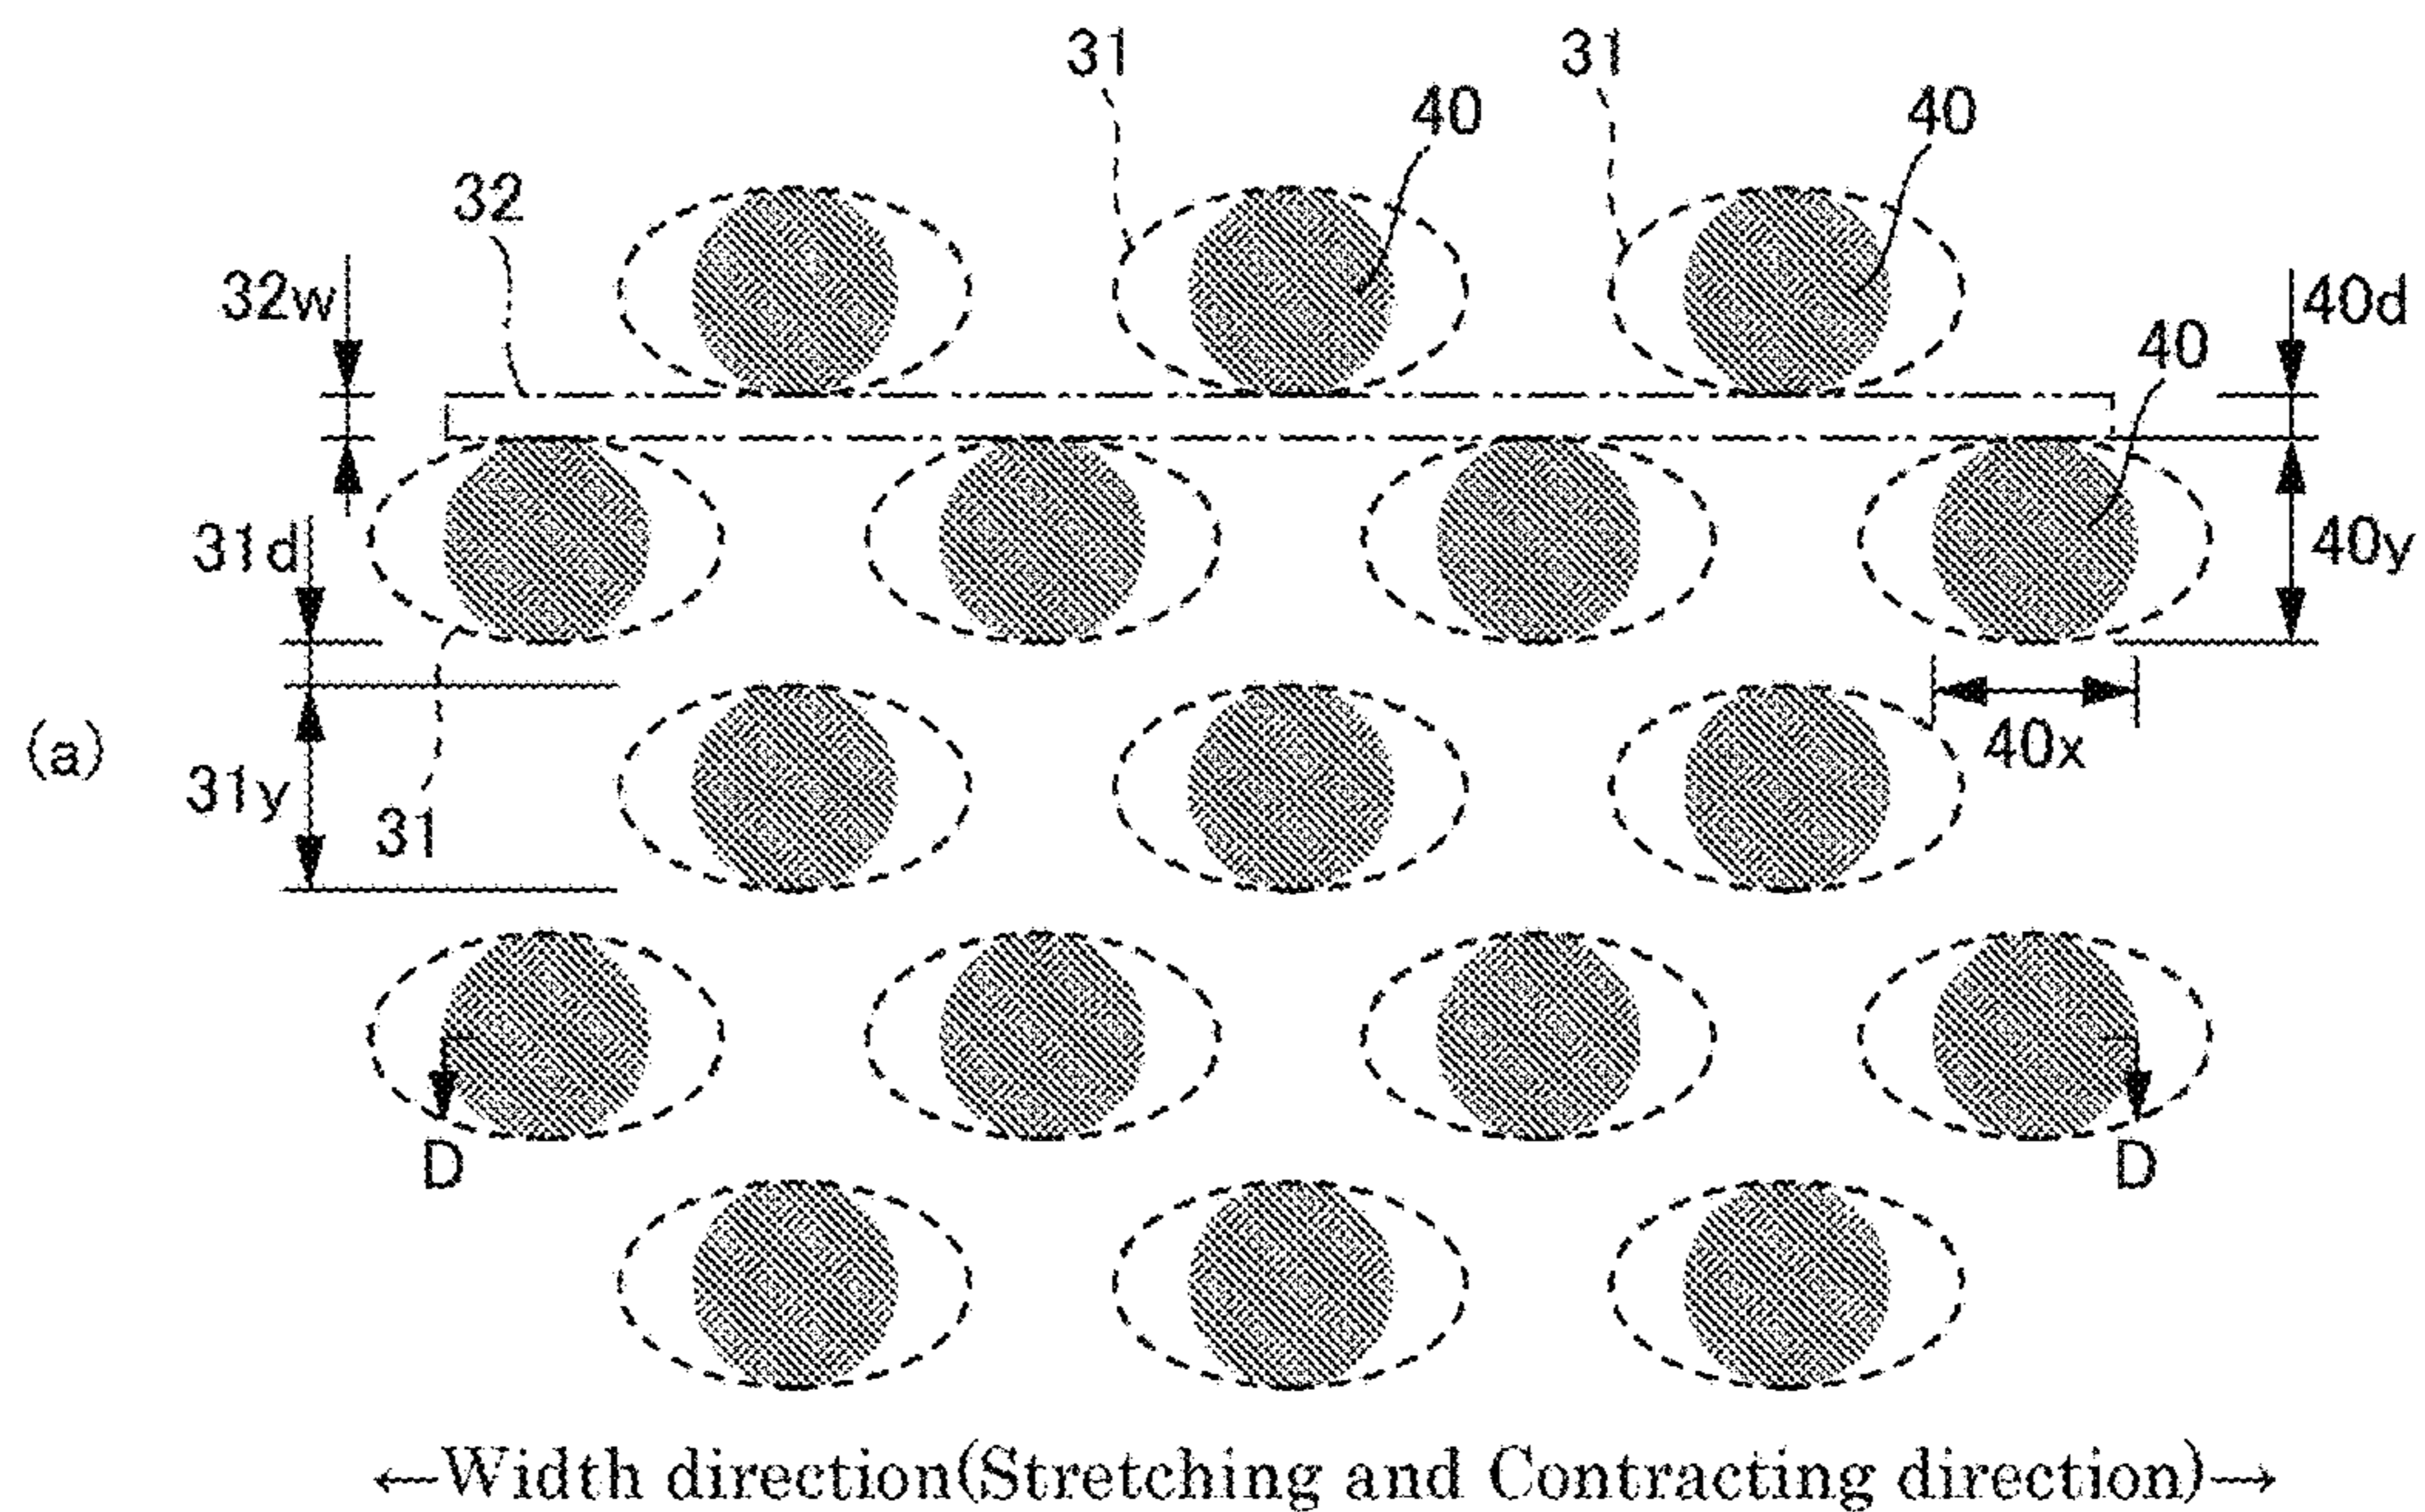 31 31
40 40
32
32w 40d
40
31d 40y
(a) 40x
31y
31
D D
←Width direction(Stretching and Contracting direction)→